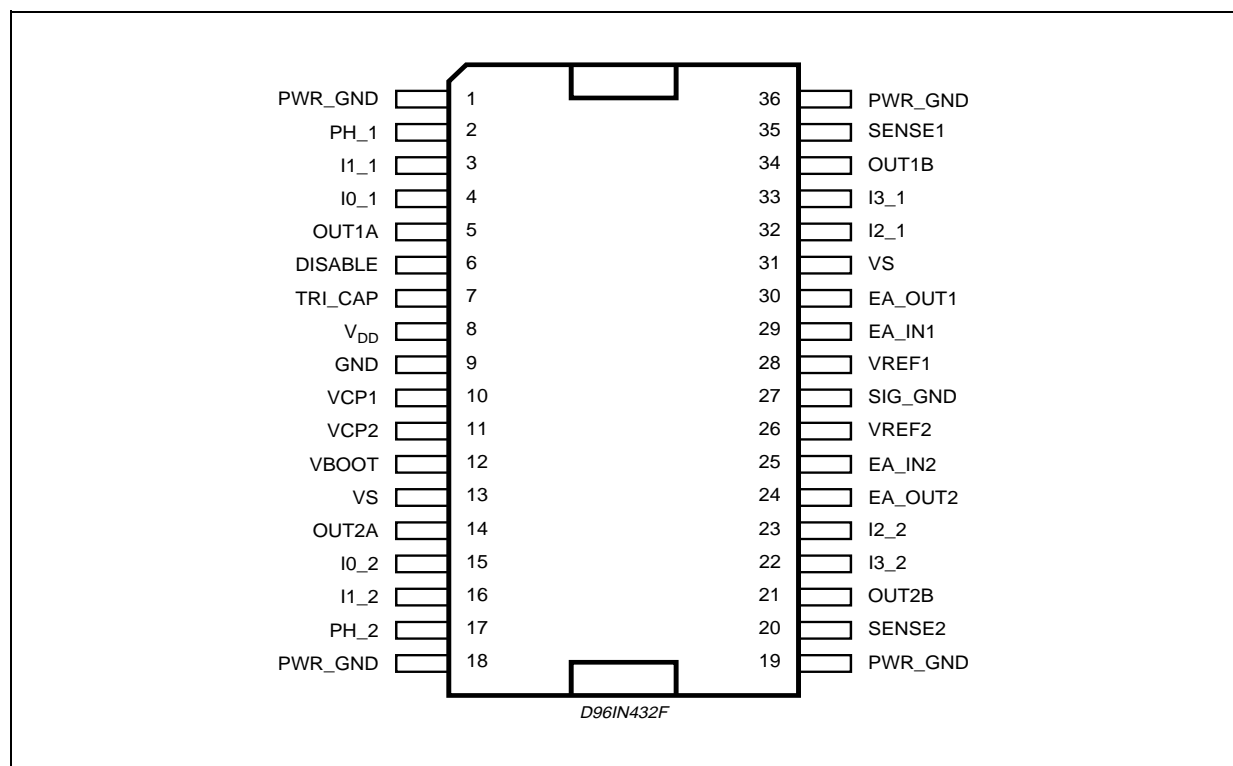 PWR_GND 1 36 PWR_GND
PH_1 2 35 SENSE1
I1_1 3 34 OUT1B
I0_1 4 33 I3_1
OUT1A 5 32 I2_1
DISABLE 6 31 VS
TRI_CAP 7 30 EA_OUT1
VDD 8 29 EA_IN1
GND 9 28 VREF1
VCP1 10 27 SIG_GND
VCP2 11 26 VREF2
VBOOT 12 25 EA_IN2
VS 13 24 EA_OUT2
OUT2A 14 23 I2_2
I0_2 15 22 I3_2
I1_2 16 21 OUT2B
PH_2 17 20 SENSE2
PWR_GND 18 19 PWR_GND
D96IN432F